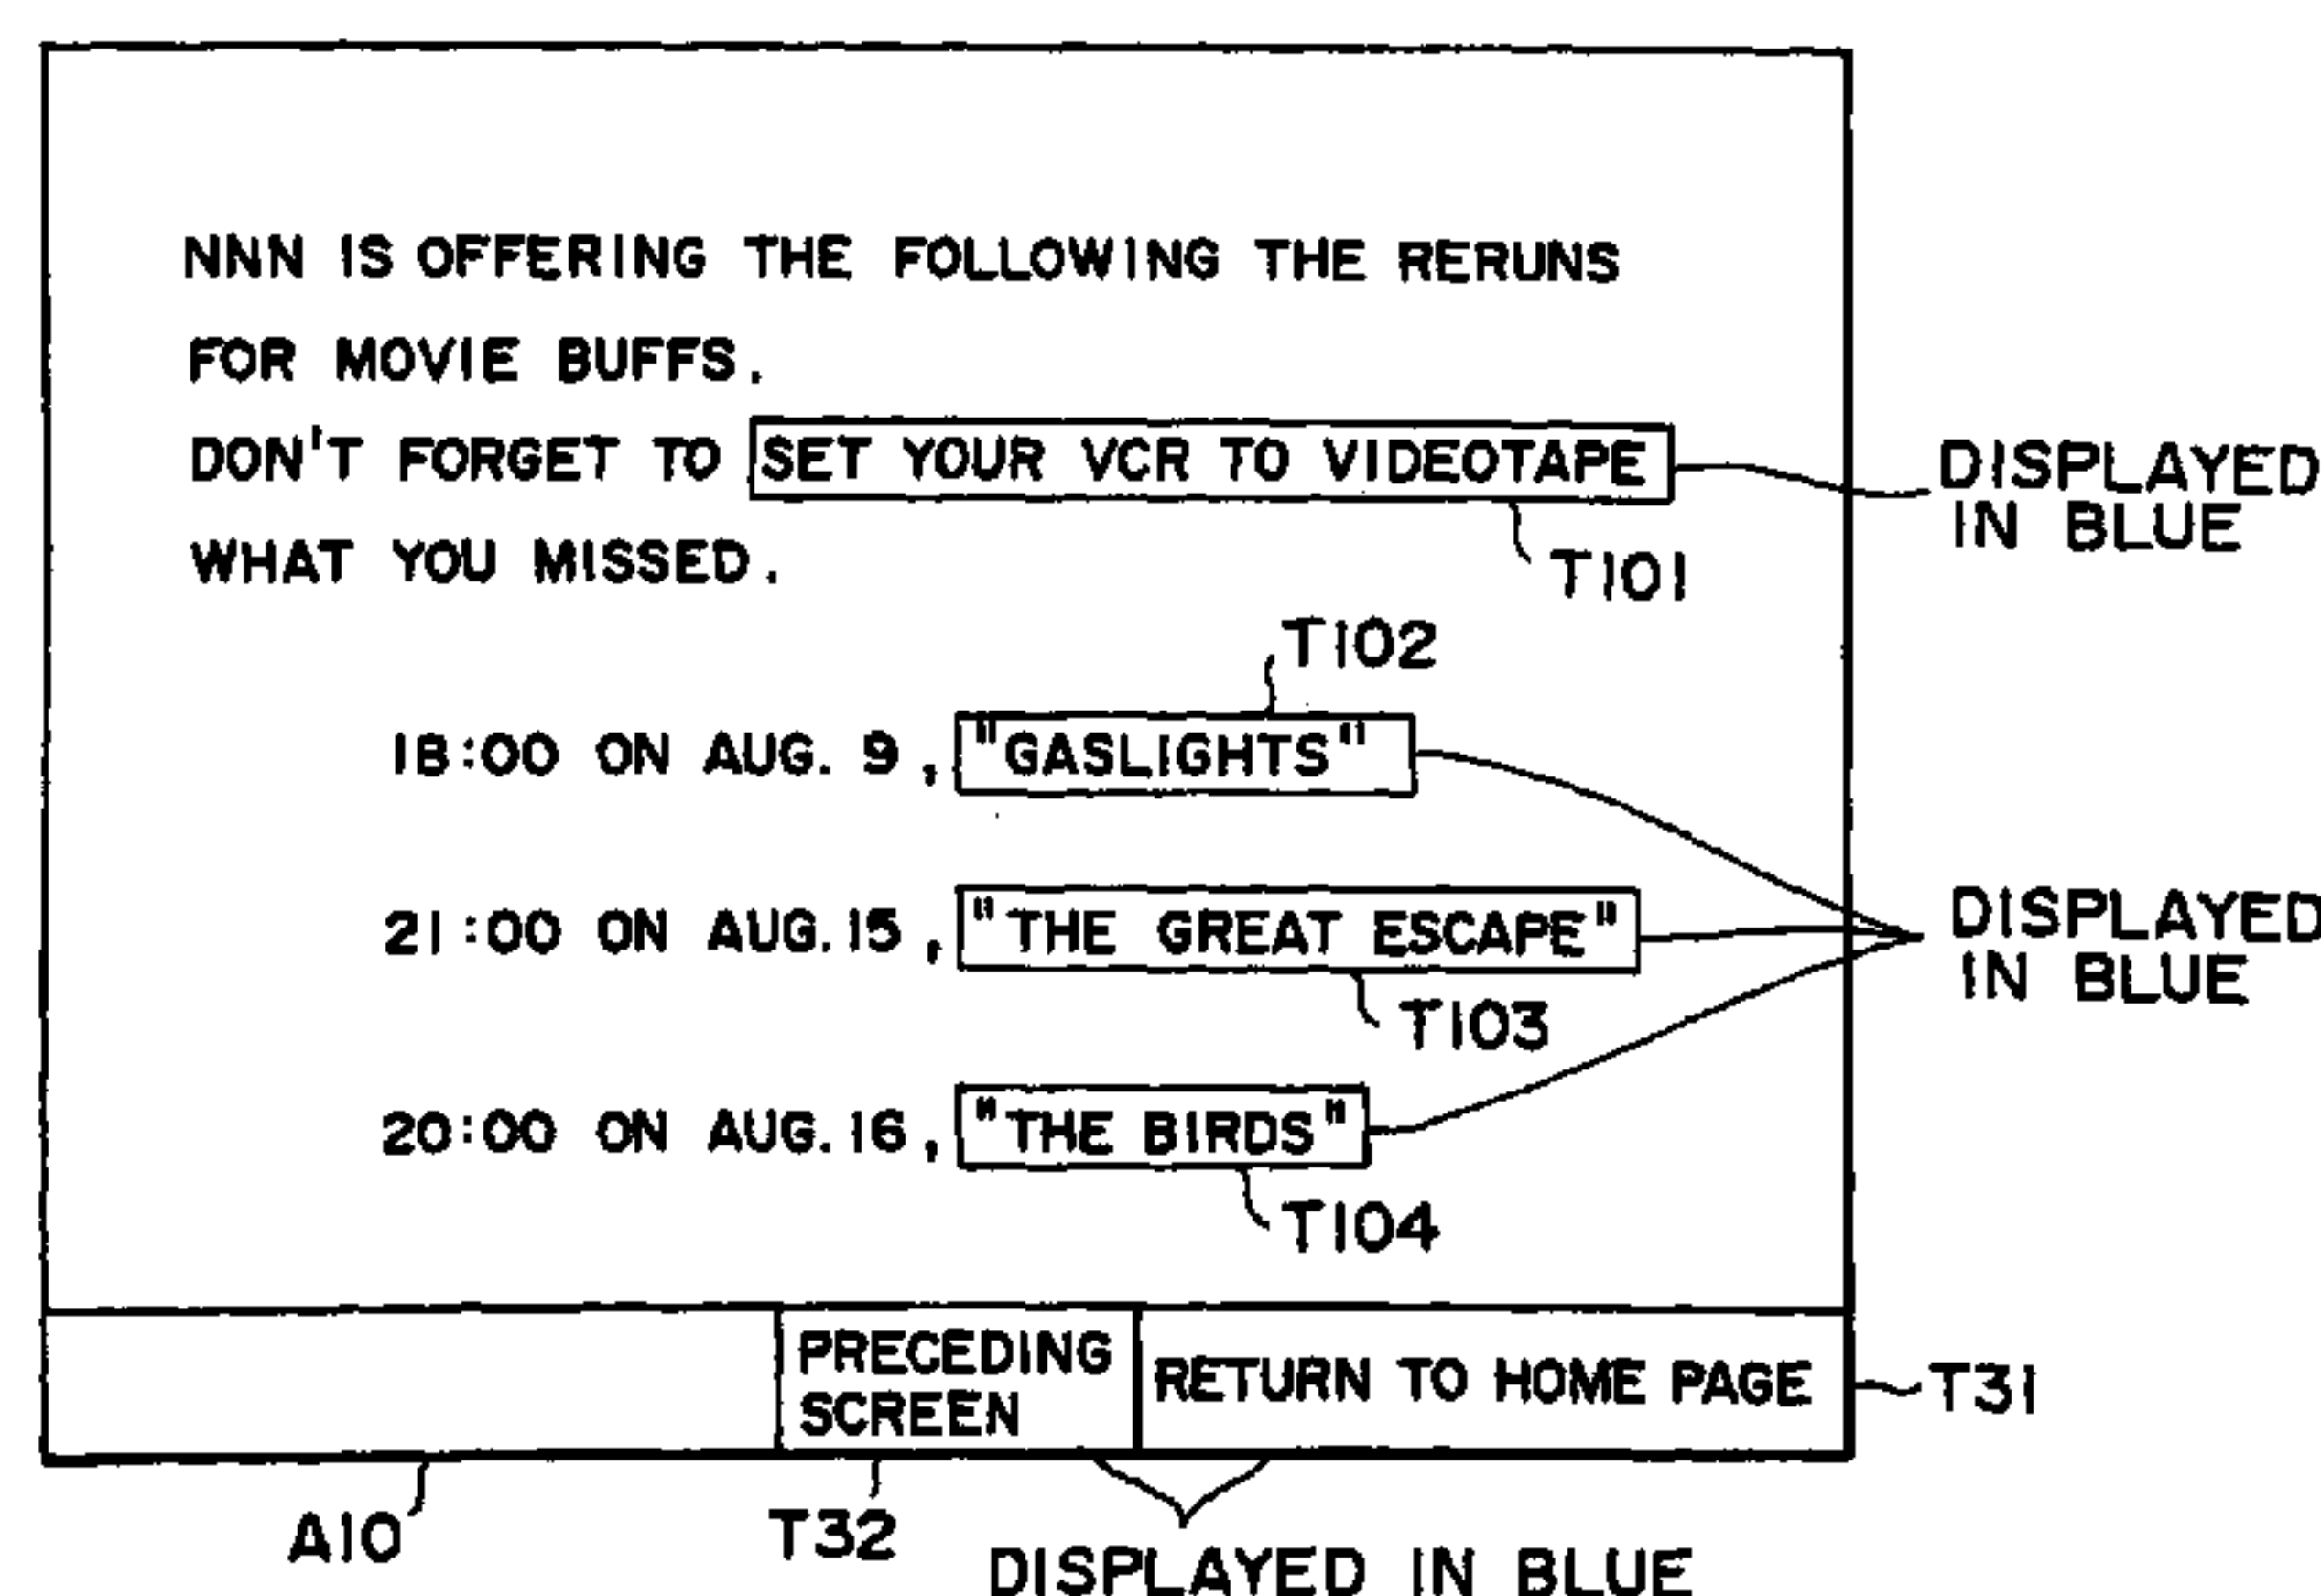 NNN IS OFFERING THE FOLLOWING THE RERUNS
FOR MOVIE BUFFS.
DON'T FORGET TO SET YOUR VCR TO VIDEOTAPE
WHAT YOU MISSED.
DISPLAYED
IN BLUE
T101
T102
18:00 ON AUG. 9, "GASLIGHTS"
21:00 ON AUG. 15, "THE GREAT ESCAPE"
DISPLAYED
IN BLUE
T103
20:00 ON AUG. 16, "THE BIRDS"
T104
PRECEDING
SCREEN
RETURN TO HOME PAGE
T31
A10
T32
DISPLAYED IN BLUE